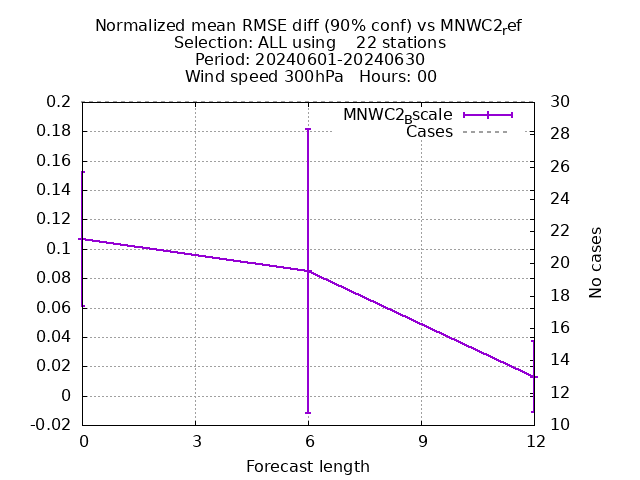 Normalized mean RMSE diff (90% conf) vs MNWC2ref
Selection: ALL using    22 stations
Period: 20240601-20240630
Wind speed 300hPa   Hours: 00
MNWC2Bscale
Cases
0.2
0.18
0.16
0.14
0.12
0.1
0.08
0.06
0.04
0.02
0
-0.02
30
28
26
24
22
20
18
16
14
12
10
No cases
0 3 6 9 12
Forecast length